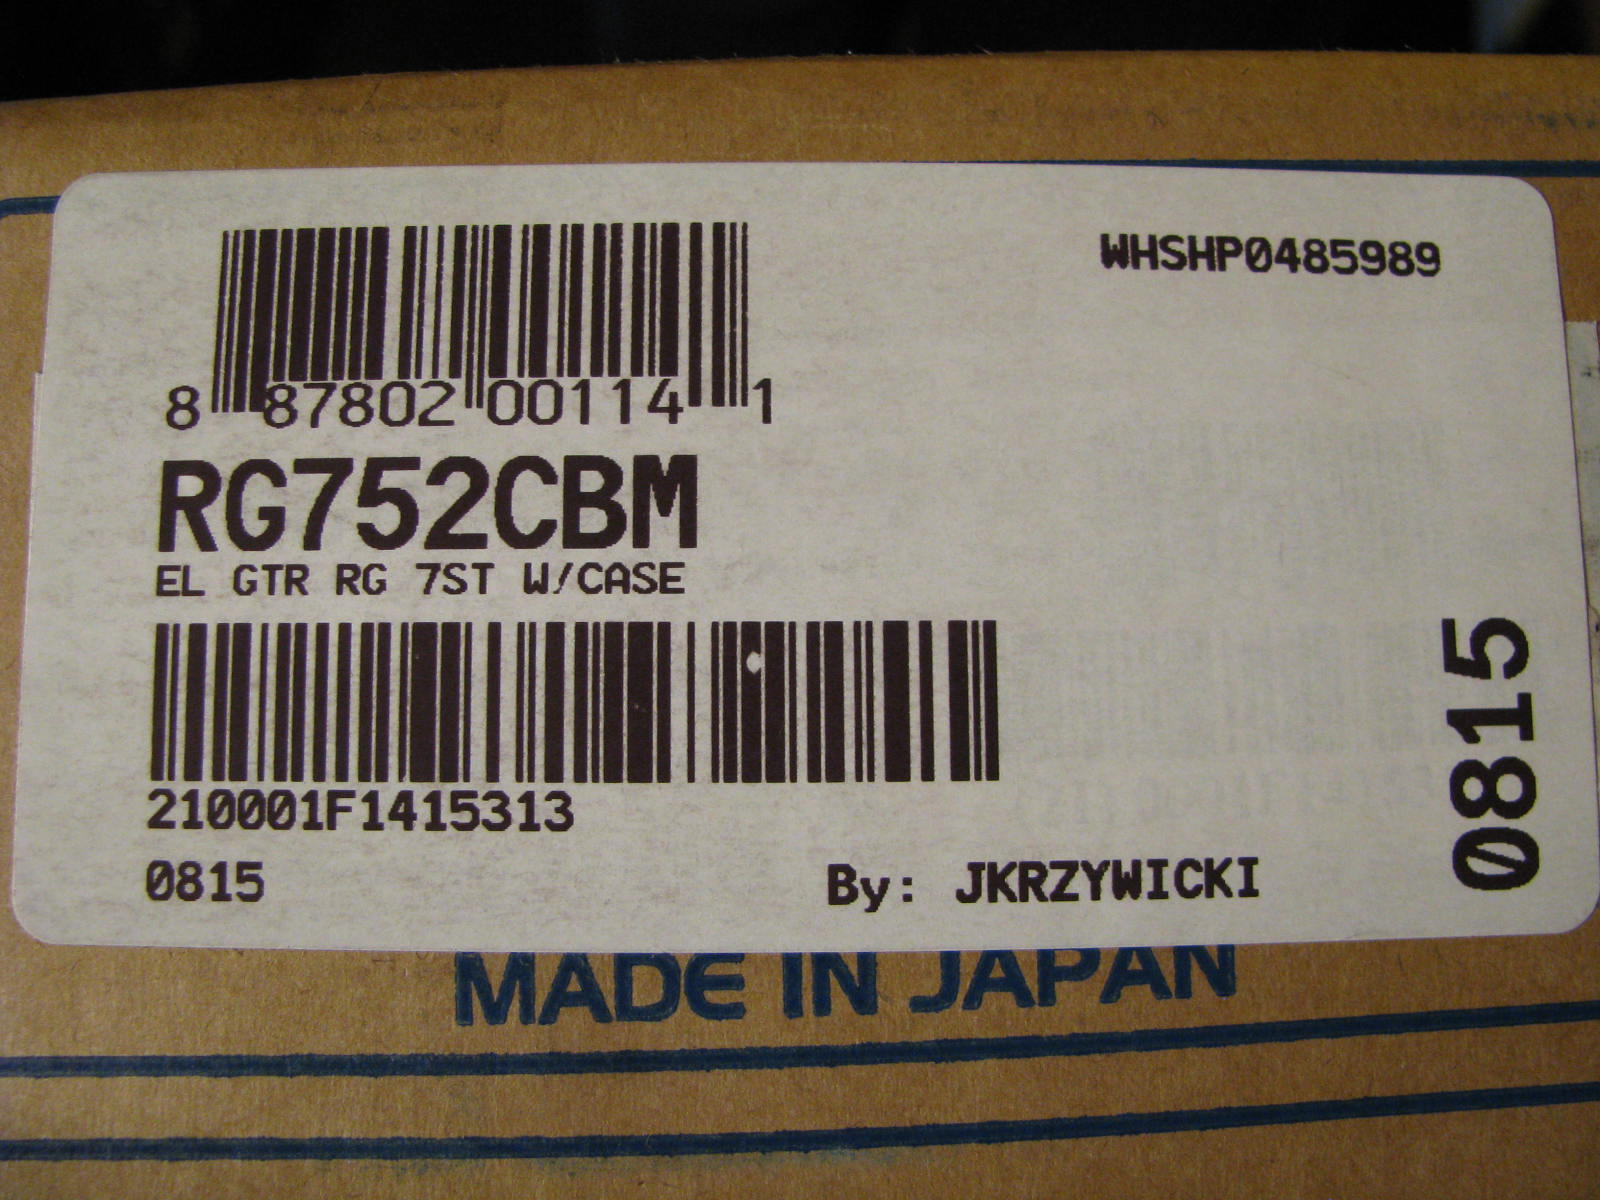 WHSHP0485989
8 87802 00114 1
RG752CBM
EL GTR RG 7ST W/CASE
210001F1415313
0815
By: JKRZYWICKI
0815
MADE IN JAPAN